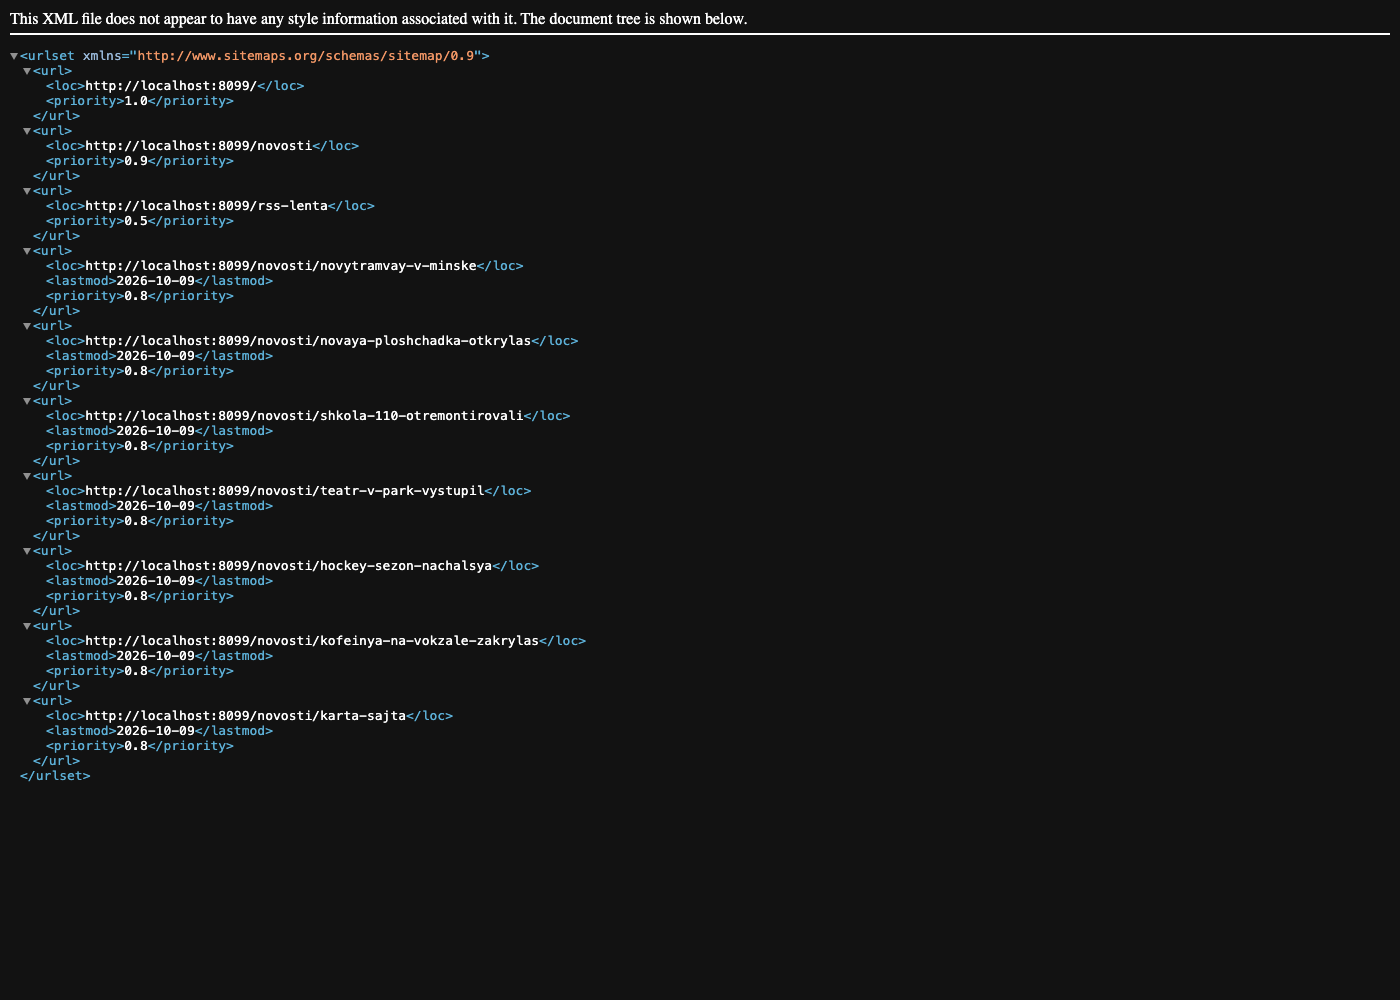 This XML file does not appear to have any style information associated with it. The document tree is shown below.
▼<urlset xmlns="http://www.sitemaps.org/schemas/sitemap/0.9">
▼<url>
<loc>http://localhost:8099/</loc>
<priority>1.0</priority>
</url>
▼<url>
<loc>http://localhost:8099/novosti</loc>
<priority>0.9</priority>
</url>
▼<url>
<loc>http://localhost:8099/rss-lenta</loc>
<priority>0.5</priority>
</url>
▼<url>
<loc>http://localhost:8099/novosti/novytramvay-v-minske</loc>
<lastmod>2026-10-09</lastmod>
<priority>0.8</priority>
</url>
▼<url>
<loc>http://localhost:8099/novosti/novaya-ploshchadka-otkrylas</loc>
<lastmod>2026-10-09</lastmod>
<priority>0.8</priority>
</url>
▼<url>
<loc>http://localhost:8099/novosti/shkola-110-otremontirovali</loc>
<lastmod>2026-10-09</lastmod>
<priority>0.8</priority>
</url>
▼<url>
<loc>http://localhost:8099/novosti/teatr-v-park-vystupil</loc>
<lastmod>2026-10-09</lastmod>
<priority>0.8</priority>
</url>
▼<url>
<loc>http://localhost:8099/novosti/hockey-sezon-nachalsya</loc>
<lastmod>2026-10-09</lastmod>
<priority>0.8</priority>
</url>
▼<url>
<loc>http://localhost:8099/novosti/kofeinya-na-vokzale-zakrylas</loc>
<lastmod>2026-10-09</lastmod>
<priority>0.8</priority>
</url>
▼<url>
<loc>http://localhost:8099/novosti/karta-sajta</loc>
<lastmod>2026-10-09</lastmod>
<priority>0.8</priority>
</url>
</urlset>